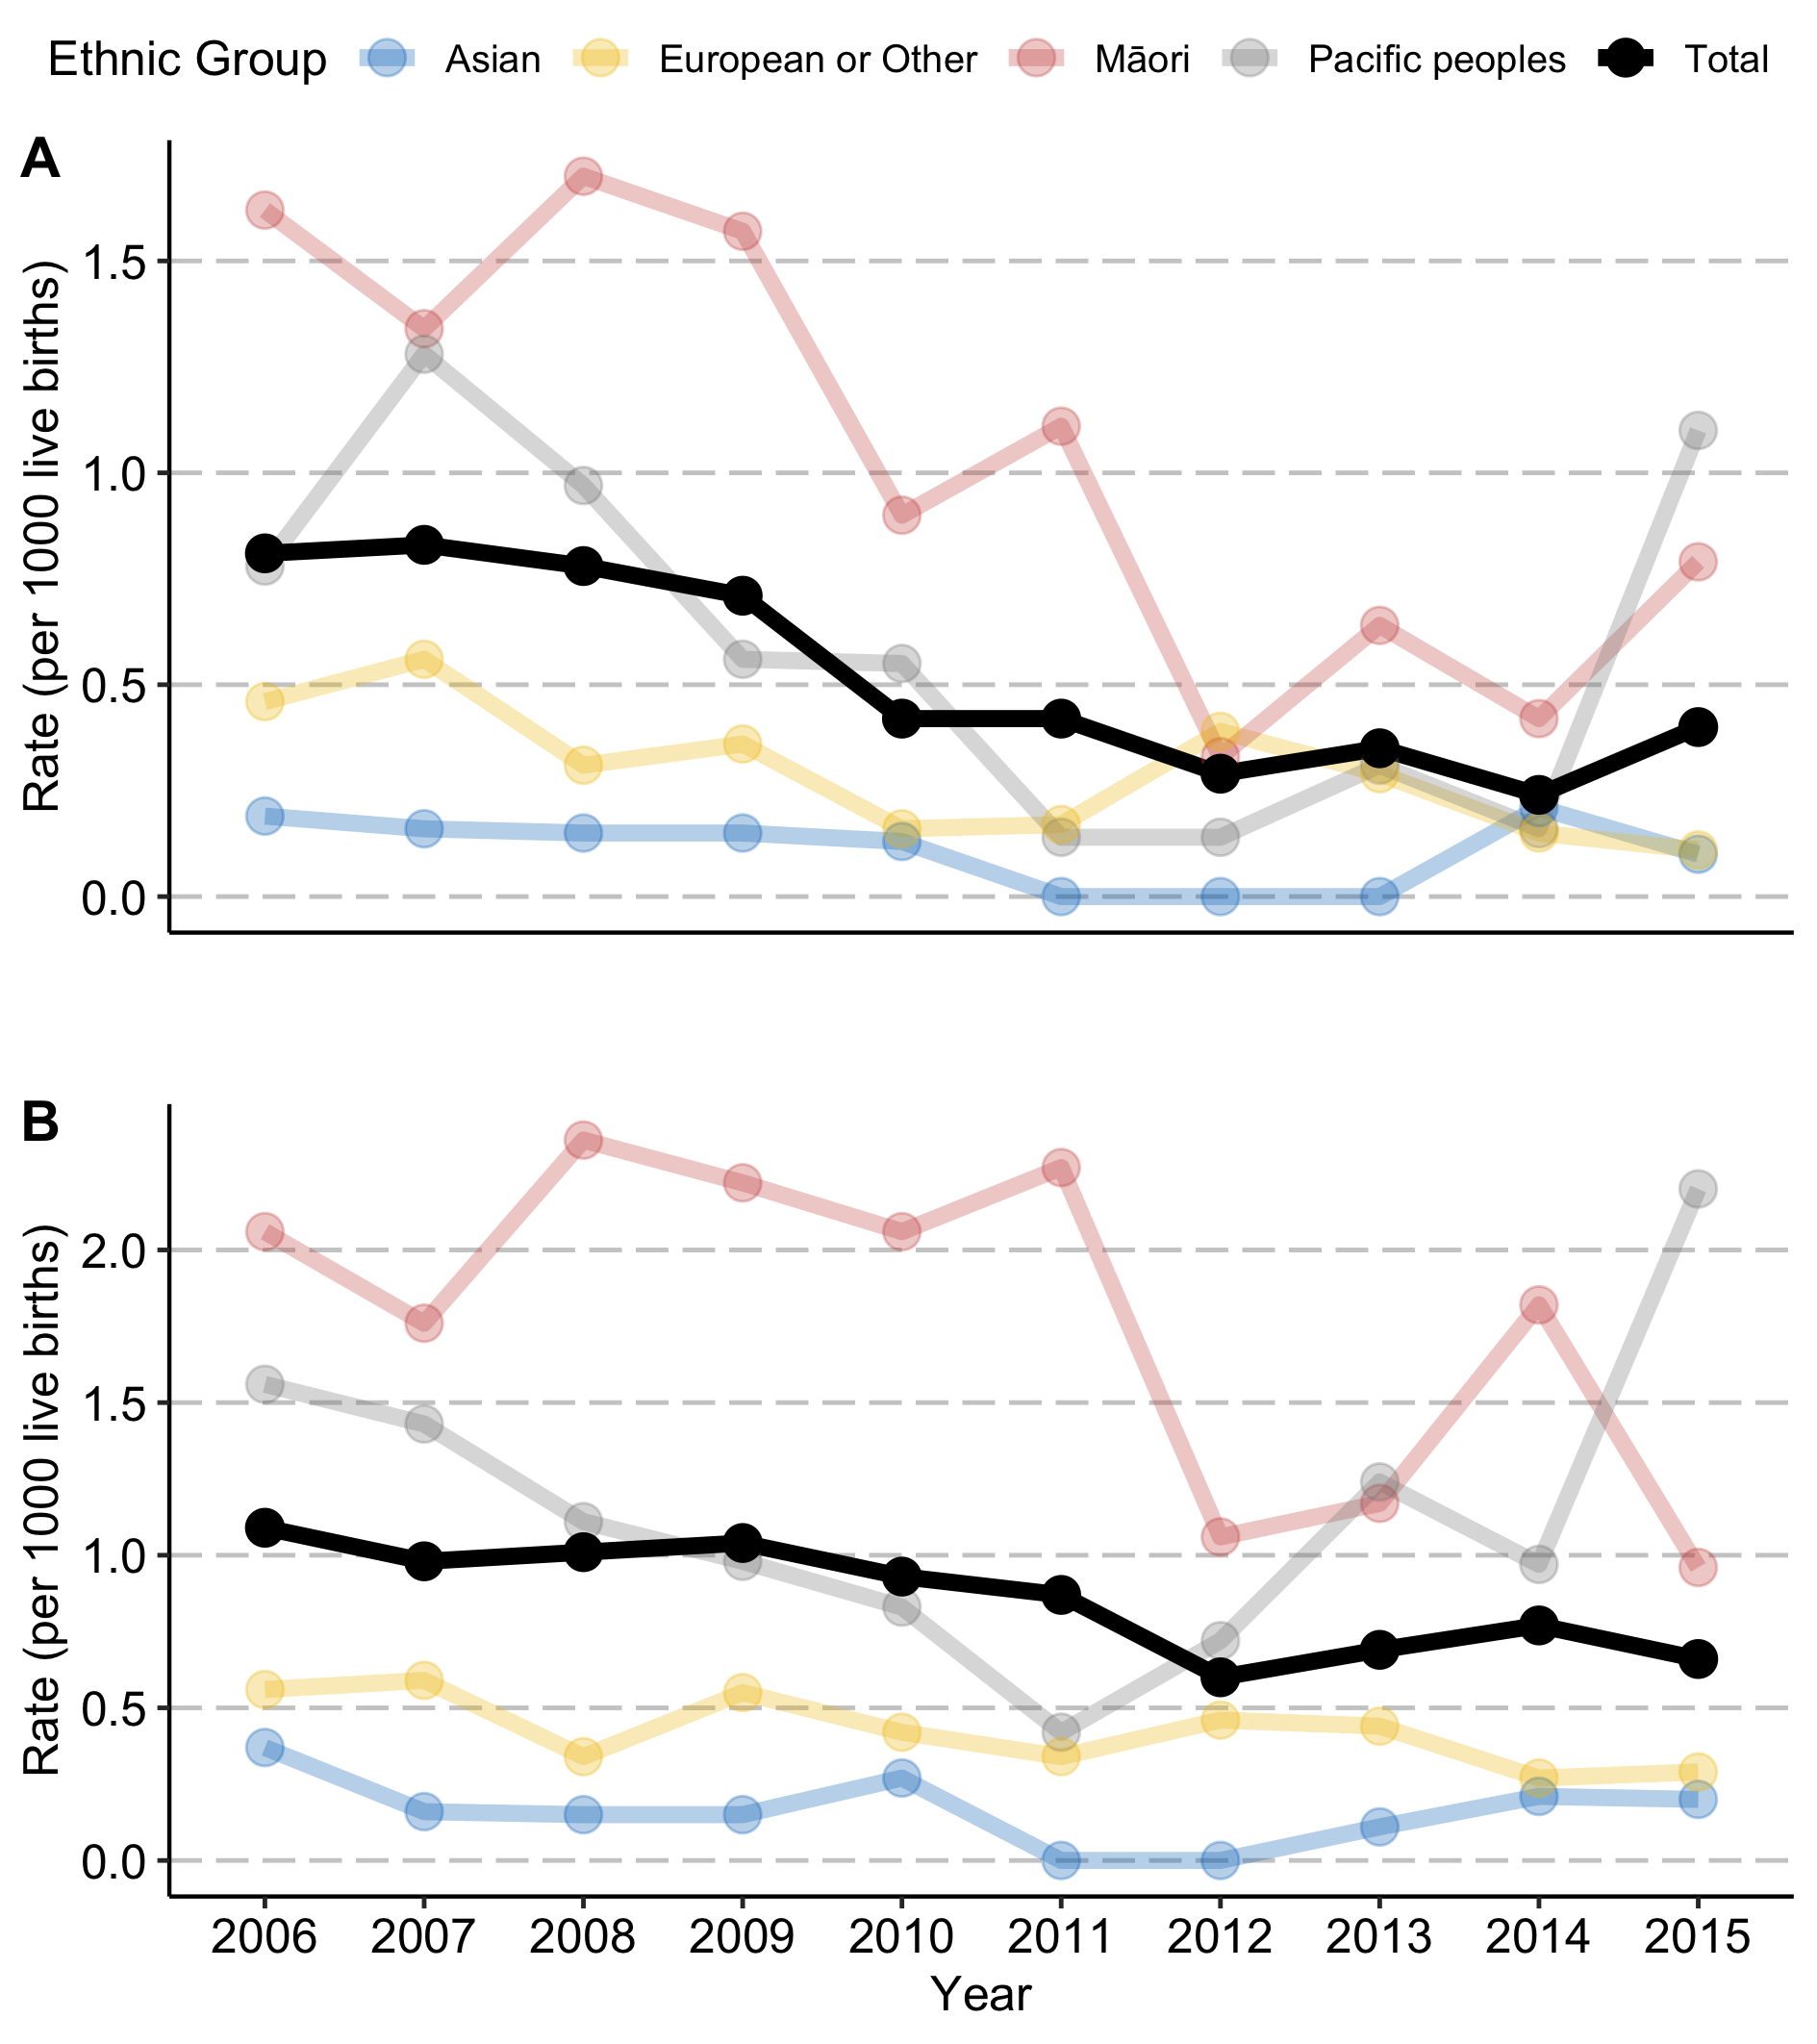 Ethnic Group Asian European or Other Māori Pacific peoples Total
A
Rate (per 1000 live births)
1.5
1.0
0.5
0.0
B
Rate (per 1000 live births)
2.0
1.5
1.0
0.5
0.0
2006 2007 2008 2009 2010 2011 2012 2013 2014 2015
Year